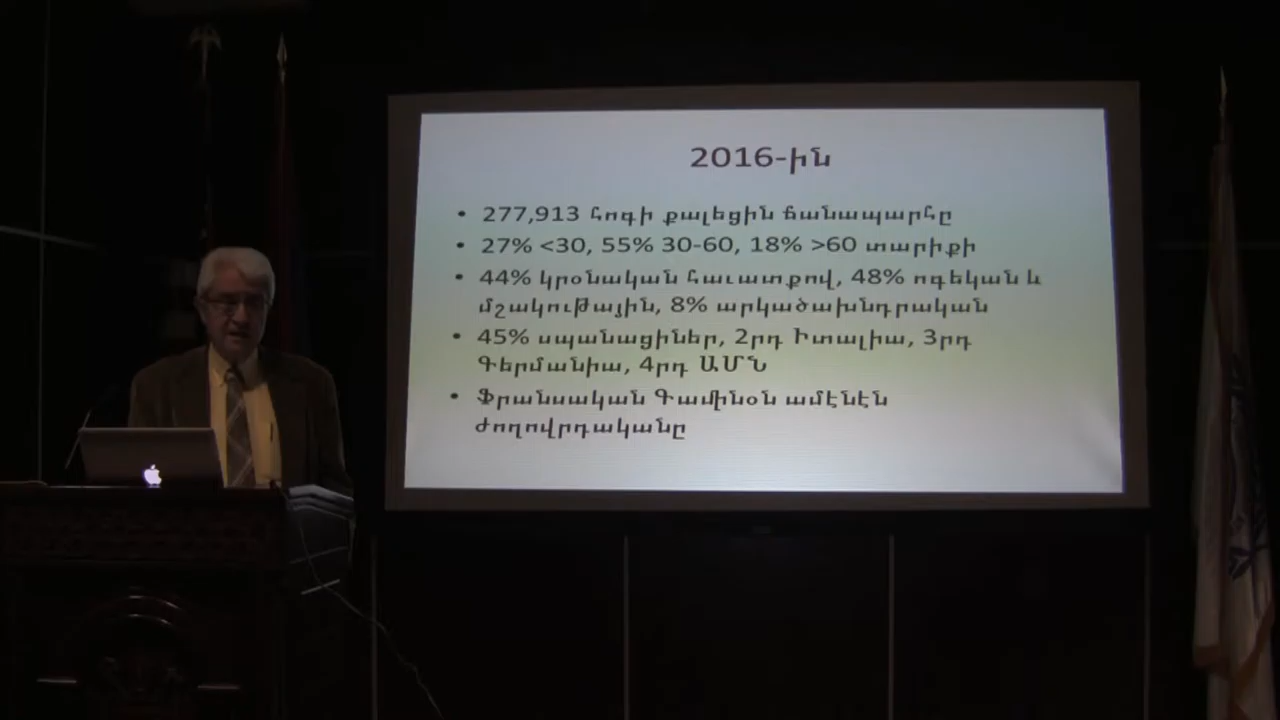 2016-ին
• 277,913 հոգի քալեցին ճանապարհը
• 27% <30, 55% 30-60, 18% >60 տարիքի
• 44% կրօնական հաւատքով, 48% ոգեկան և
մշակութային, 8% արկածախնդրական
• 45% սպանացիներ, 2րդ Իտալիա, 3րդ
Գերմանիա, 4րդ ԱՄՆ
• Ֆրանսական Գամինօն ամէնէն
ժողովրդականը